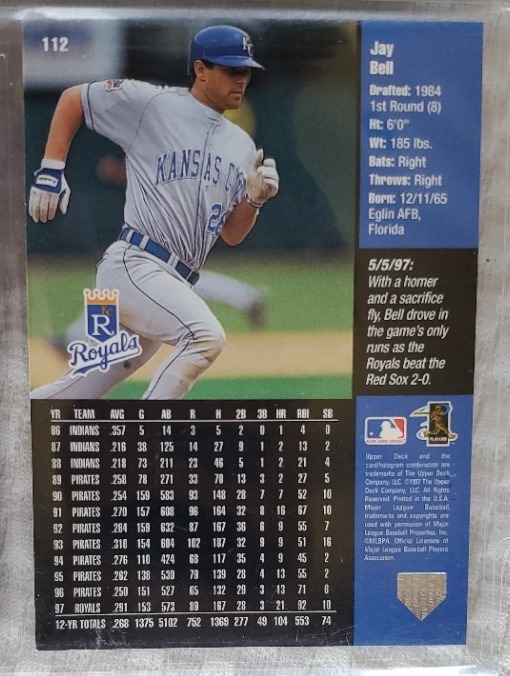 112
KANSAS C
Royals
R
Jay
Bell
Drafted: 1984
1st Round (8)
Ht: 6'0"
Wt: 185 lbs.
Bats: Right
Throws: Right
Born: 12/11/65
Eglin AFB,
Florida
5/5/97:
With a homer
and a sacrifice
fly, Bell drove in
the game's only
runs as the
Royals beat the
Red Sox 2-0.
YR TEAM AVG G AB R H 2B 3B HR RBI SB
86 INDIANS .357 5 14 3 5 2 0 1 4 0
87 INDIANS .216 38 125 14 27 9 1 2 13 2
88 INDIANS .218 73 211 23 46 5 1 2 21 4
89 PIRATES .258 78 271 33 70 13 3 2 27 5
90 PIRATES .254 159 583 93 148 28 7 7 52 10
91 PIRATES .270 157 608 96 164 32 8 16 67 10
92 PIRATES .264 159 632 87 167 36 6 9 55 7
93 PIRATES .310 154 604 102 187 32 9 9 51 16
94 PIRATES .276 110 424 68 117 35 4 9 45 2
95 PIRATES .262 138 530 79 139 28 4 13 55 2
96 PIRATES .250 151 527 65 132 29 3 13 71 6
97 ROYALS .291 153 573 89 167 28 3 21 92 10
12-YR TOTALS .268 1375 5102 752 1369 277 49 104 553 74
Upper Deck and the
card/hologram combination are
trademarks of The Upper Deck
Company, LLC. ©1997 The Upper
Deck Company, LLC. All Rights
Reserved. Printed in the U.S.A.
Major League Baseball
trademarks and copyrights are
used with permission of Major
League Baseball Properties, Inc.
©MLBPA Official Licensee of
Major League Baseball Players
Association.